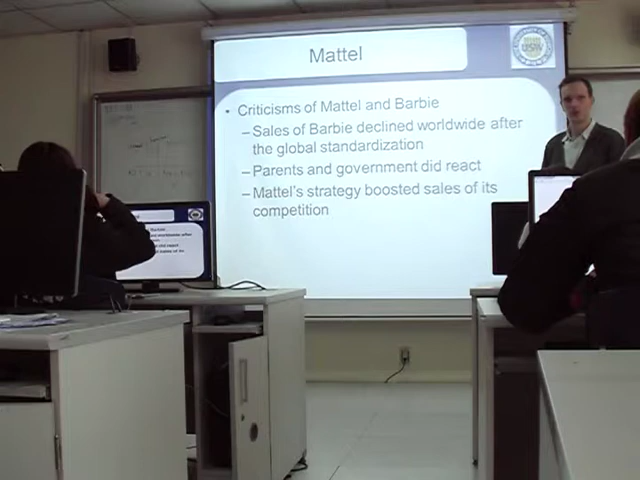 Mattel
• Criticisms of Mattel and Barbie
–Sales of Barbie declined worldwide after
the global standardization
–Parents and government did react
–Mattel's strategy boosted sales of its
competition